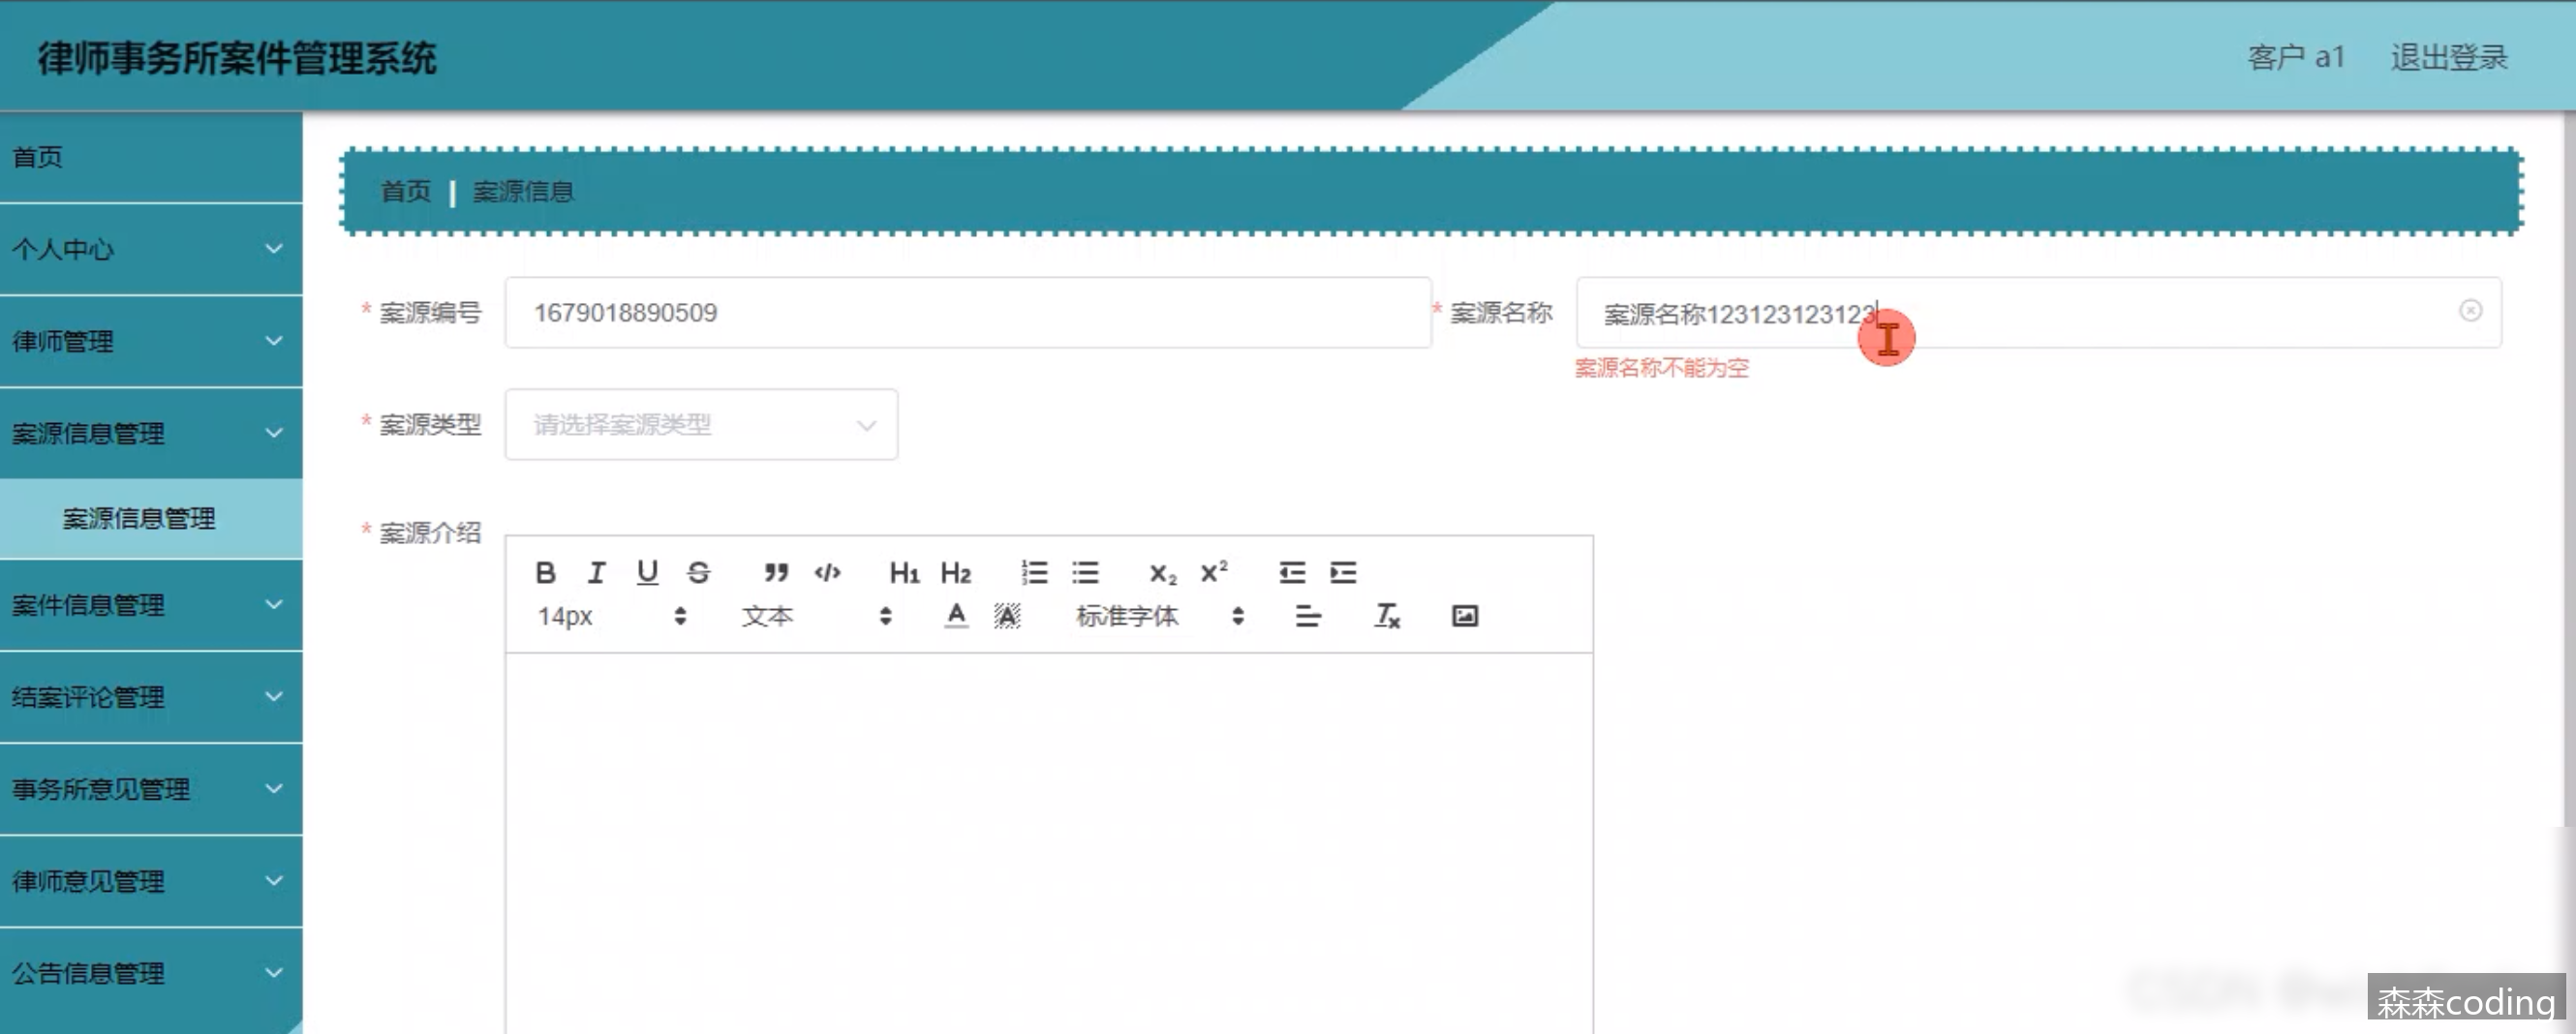 律师事务所案件管理系统
客户 a1 退出登录
首页
个人中心
律师管理
案源信息管理
案源信息管理
案件信息管理
结案评论管理
事务所意见管理
律师意见管理
公告信息管理
首页 | 案源信息
* 案源编号 1679018890509 * 案源名称 案源名称123123123123
案源名称不能为空
* 案源类型 请选择案源类型
* 案源介绍
B I U S ” </> H1 H2 X2 X²
14px 文本 A A 标准字体 Tx
森森coding